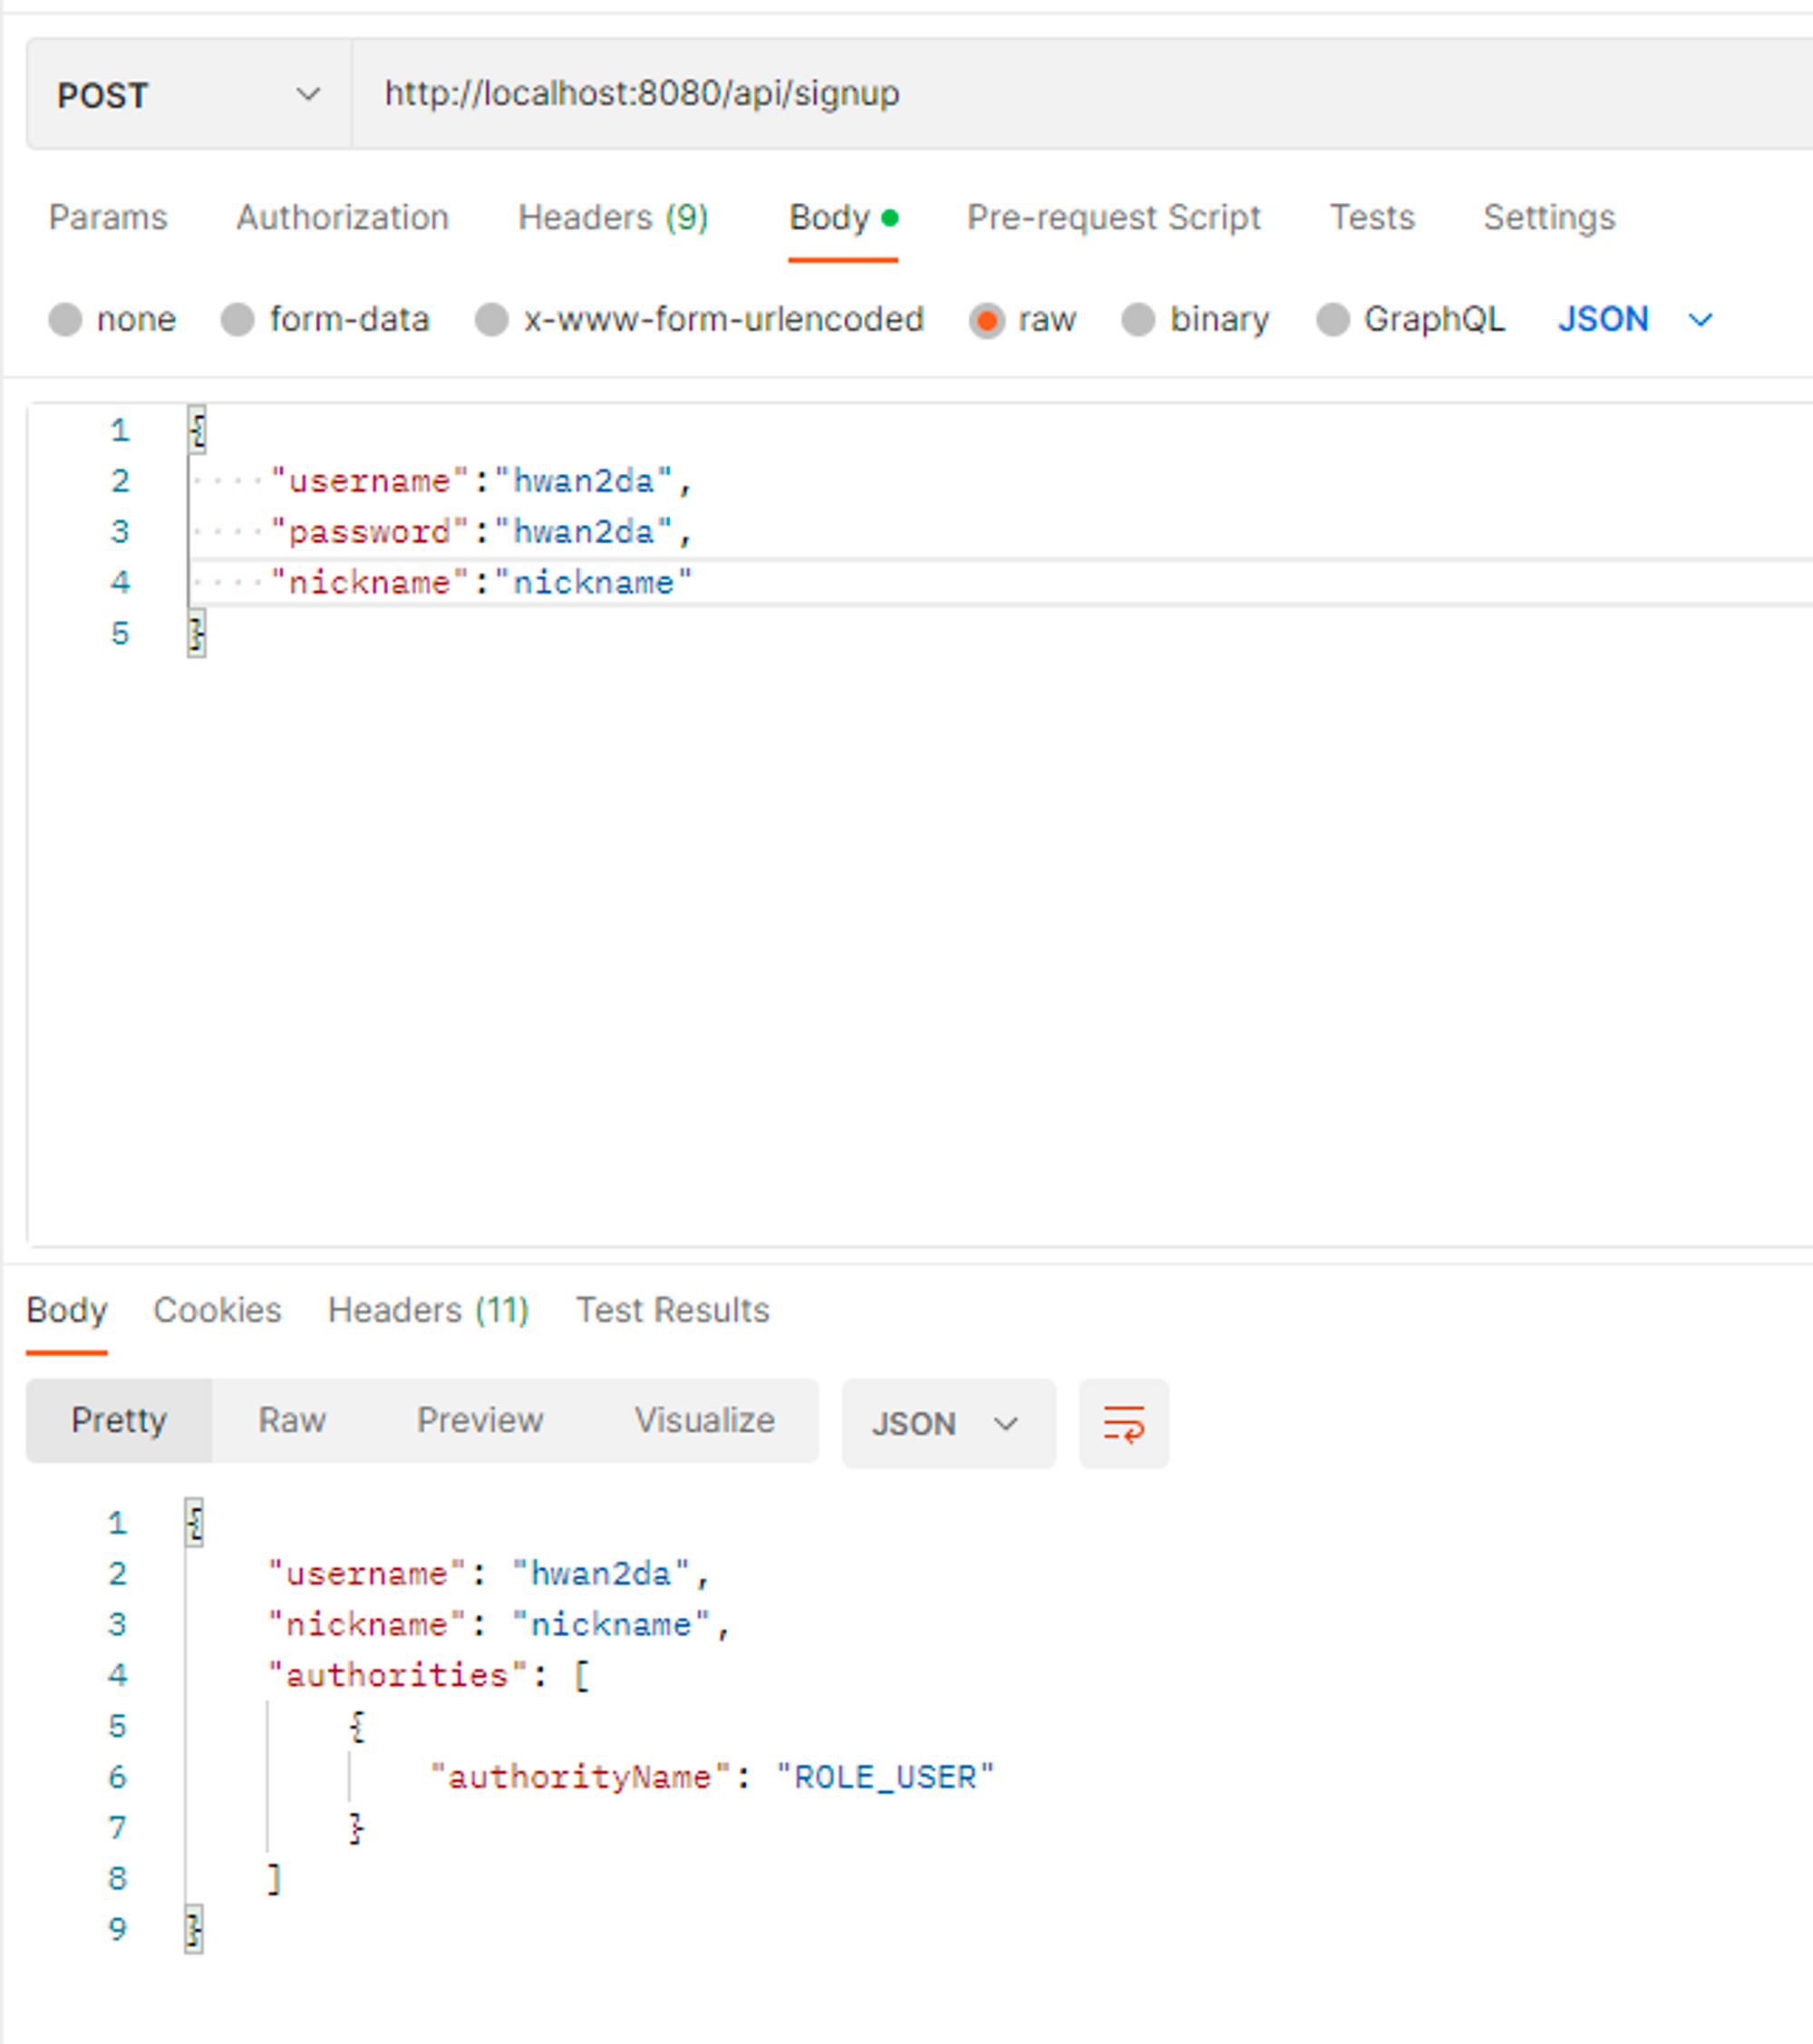 POST http://localhost:8080/api/signup
Params Authorization Headers (9) Body Pre-request Script Tests Settings
none form-data x-www-form-urlencoded raw binary GraphQL JSON
1 {
2 "username":"hwan2da",
3 "password":"hwan2da",
4 "nickname":"nickname"
5 }
Body Cookies Headers (11) Test Results
Pretty Raw Preview Visualize JSON
1 {
2 "username": "hwan2da",
3 "nickname": "nickname",
4 "authorities": [
5 {
6 "authorityName": "ROLE_USER"
7 }
8 ]
9 }